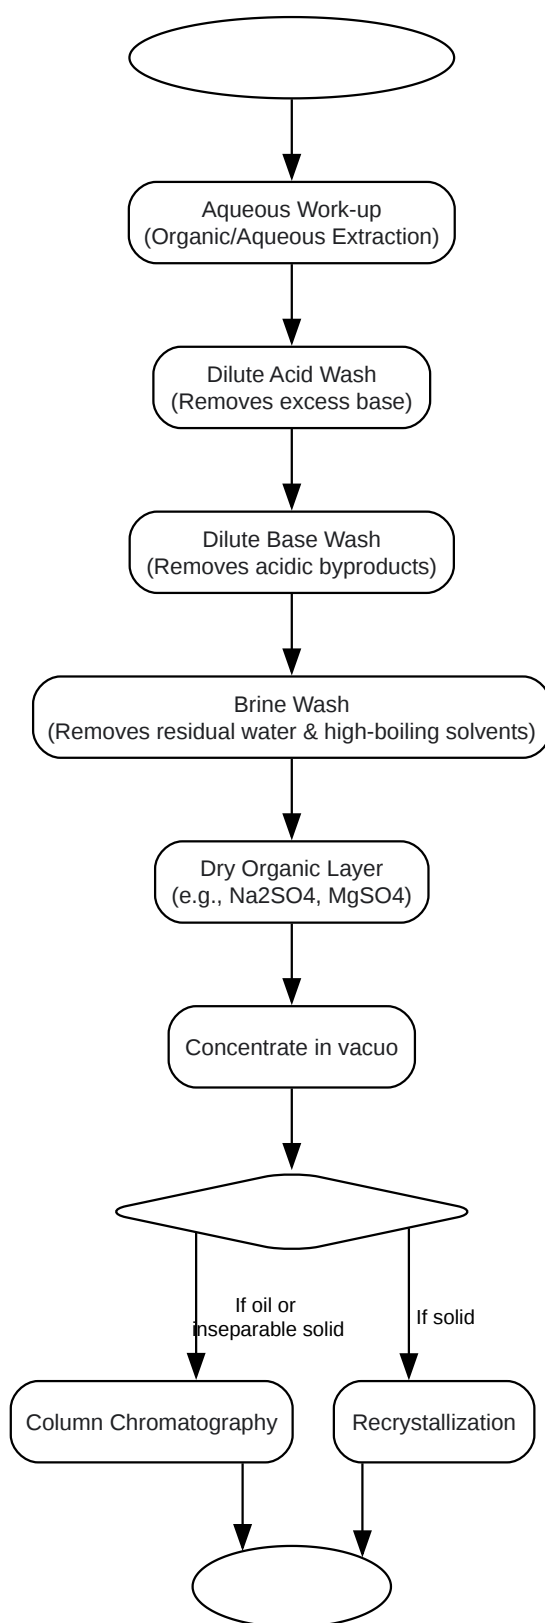 Aqueous Work-up
(Organic/Aqueous Extraction)
Dilute Acid Wash
(Removes excess base)
Dilute Base Wash
(Removes acidic byproducts)
Brine Wash
(Removes residual water & high-boiling solvents)
Dry Organic Layer
(e.g., Na2SO4, MgSO4)
Concentrate in vacuo
If oil or
inseparable solid
If solid
Column Chromatography
Recrystallization